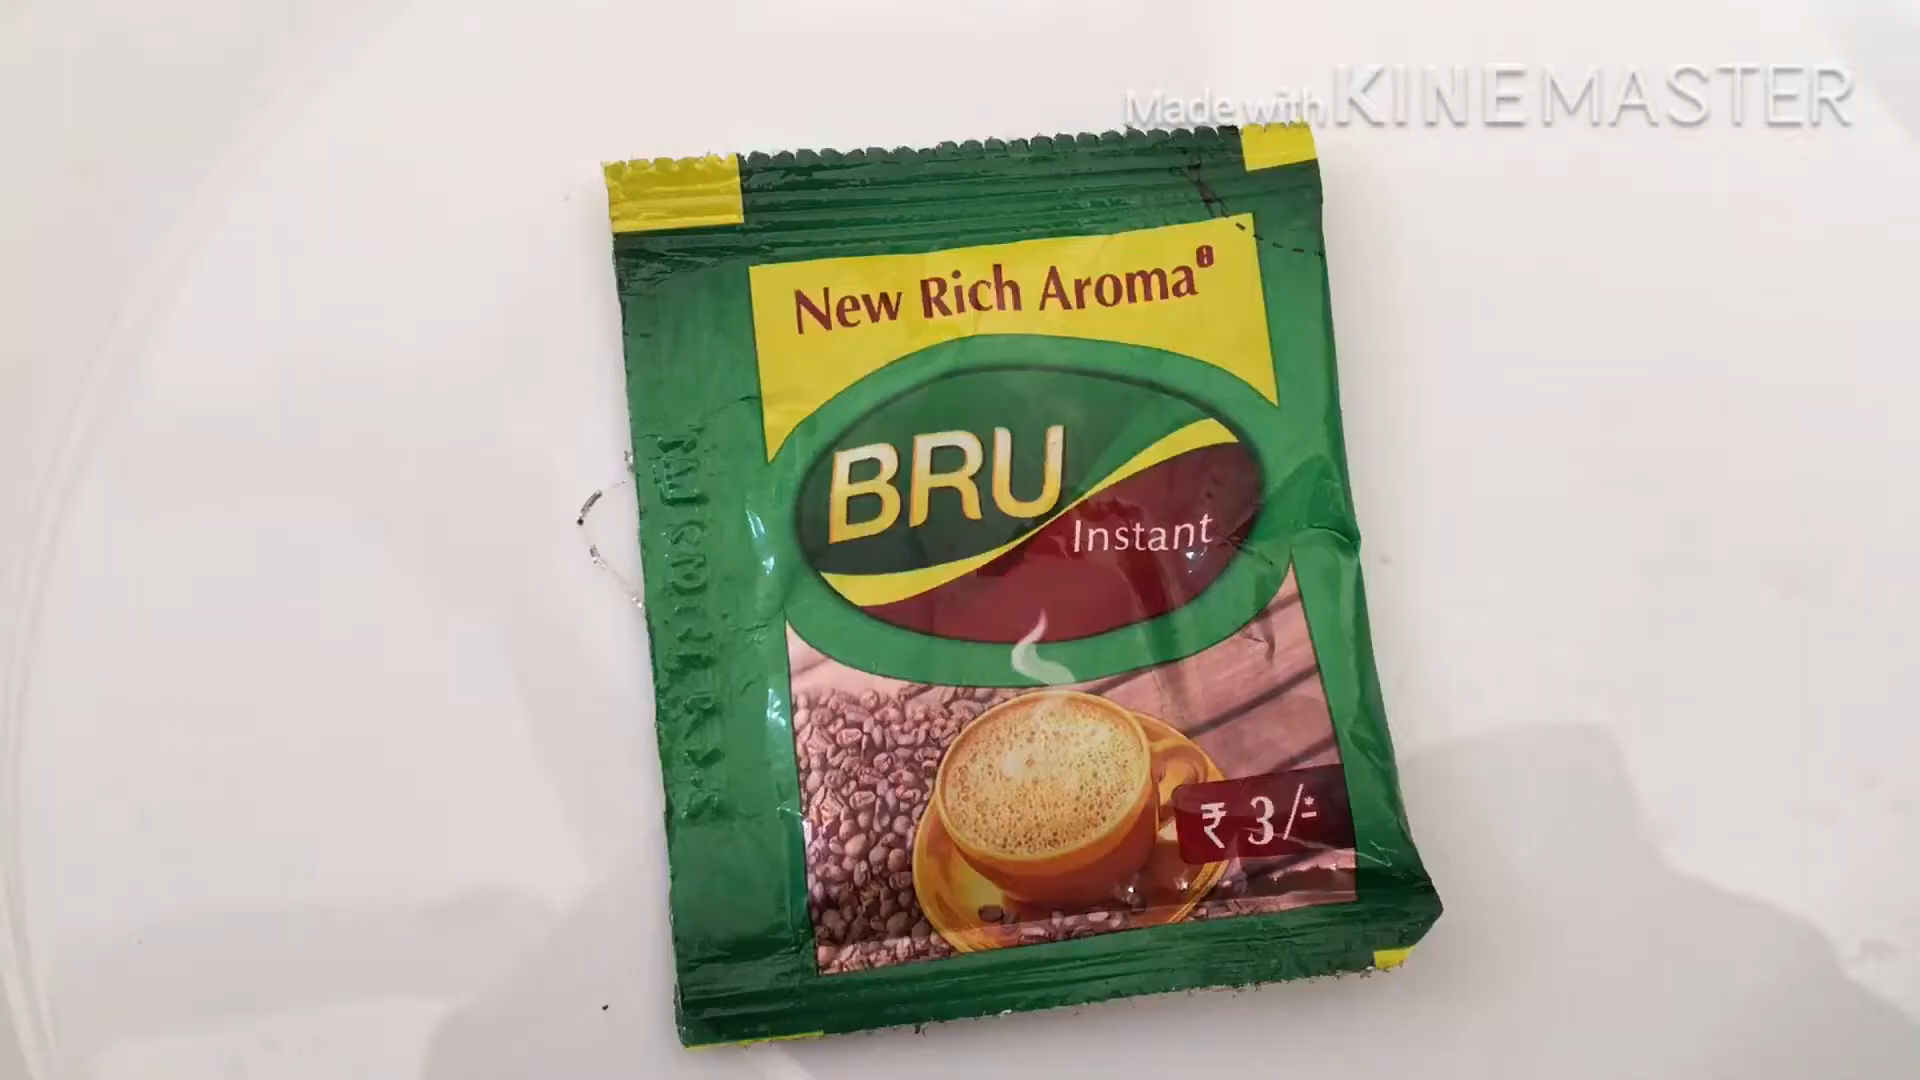 Made with KINEMASTER
New Rich Aroma
BRU
Instant
₹ 3/-*